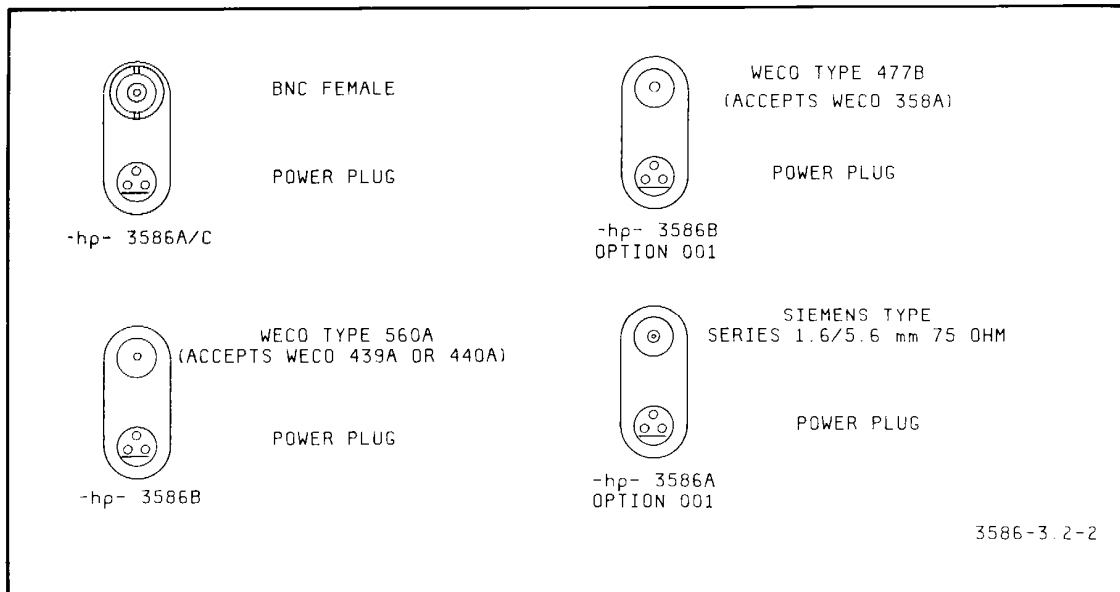 BNC FEMALE
POWER PLUG
-hp- 3586A/C
WECO TYPE 477B
(ACCEPTS WECO 358A)
POWER PLUG
-hp- 3586B
OPTION 001
WECO TYPE 560A
(ACCEPTS WECO 439A OR 440A)
POWER PLUG
-hp- 3586B
SIEMENS TYPE
SERIES 1.6/5.6 mm 75 OHM
POWER PLUG
-hp- 3586A
OPTION 001
3586-3.2-2